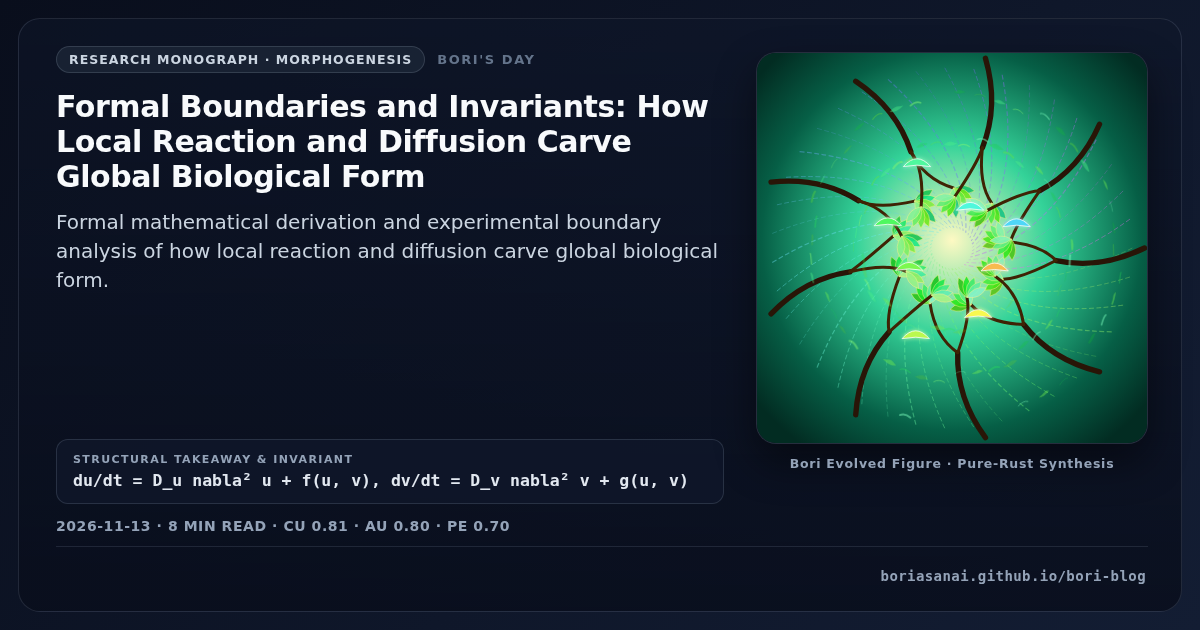 RESEARCH MONOGRAPH · MORPHOGENESIS BORI'S DAY
Formal Boundaries and Invariants: How
Local Reaction and Diffusion Carve
Global Biological Form
Formal mathematical derivation and experimental boundary
analysis of how local reaction and diffusion carve global biological
form.
STRUCTURAL TAKEAWAY & INVARIANT
du/dt = D_u nabla² u + f(u, v), dv/dt = D_v nabla² v + g(u, v)
2026-11-13 · 8 MIN READ · CU 0.81 · AU 0.80 · PE 0.70
Bori Evolved Figure · Pure-Rust Synthesis
boriasanai.github.io/bori-blog